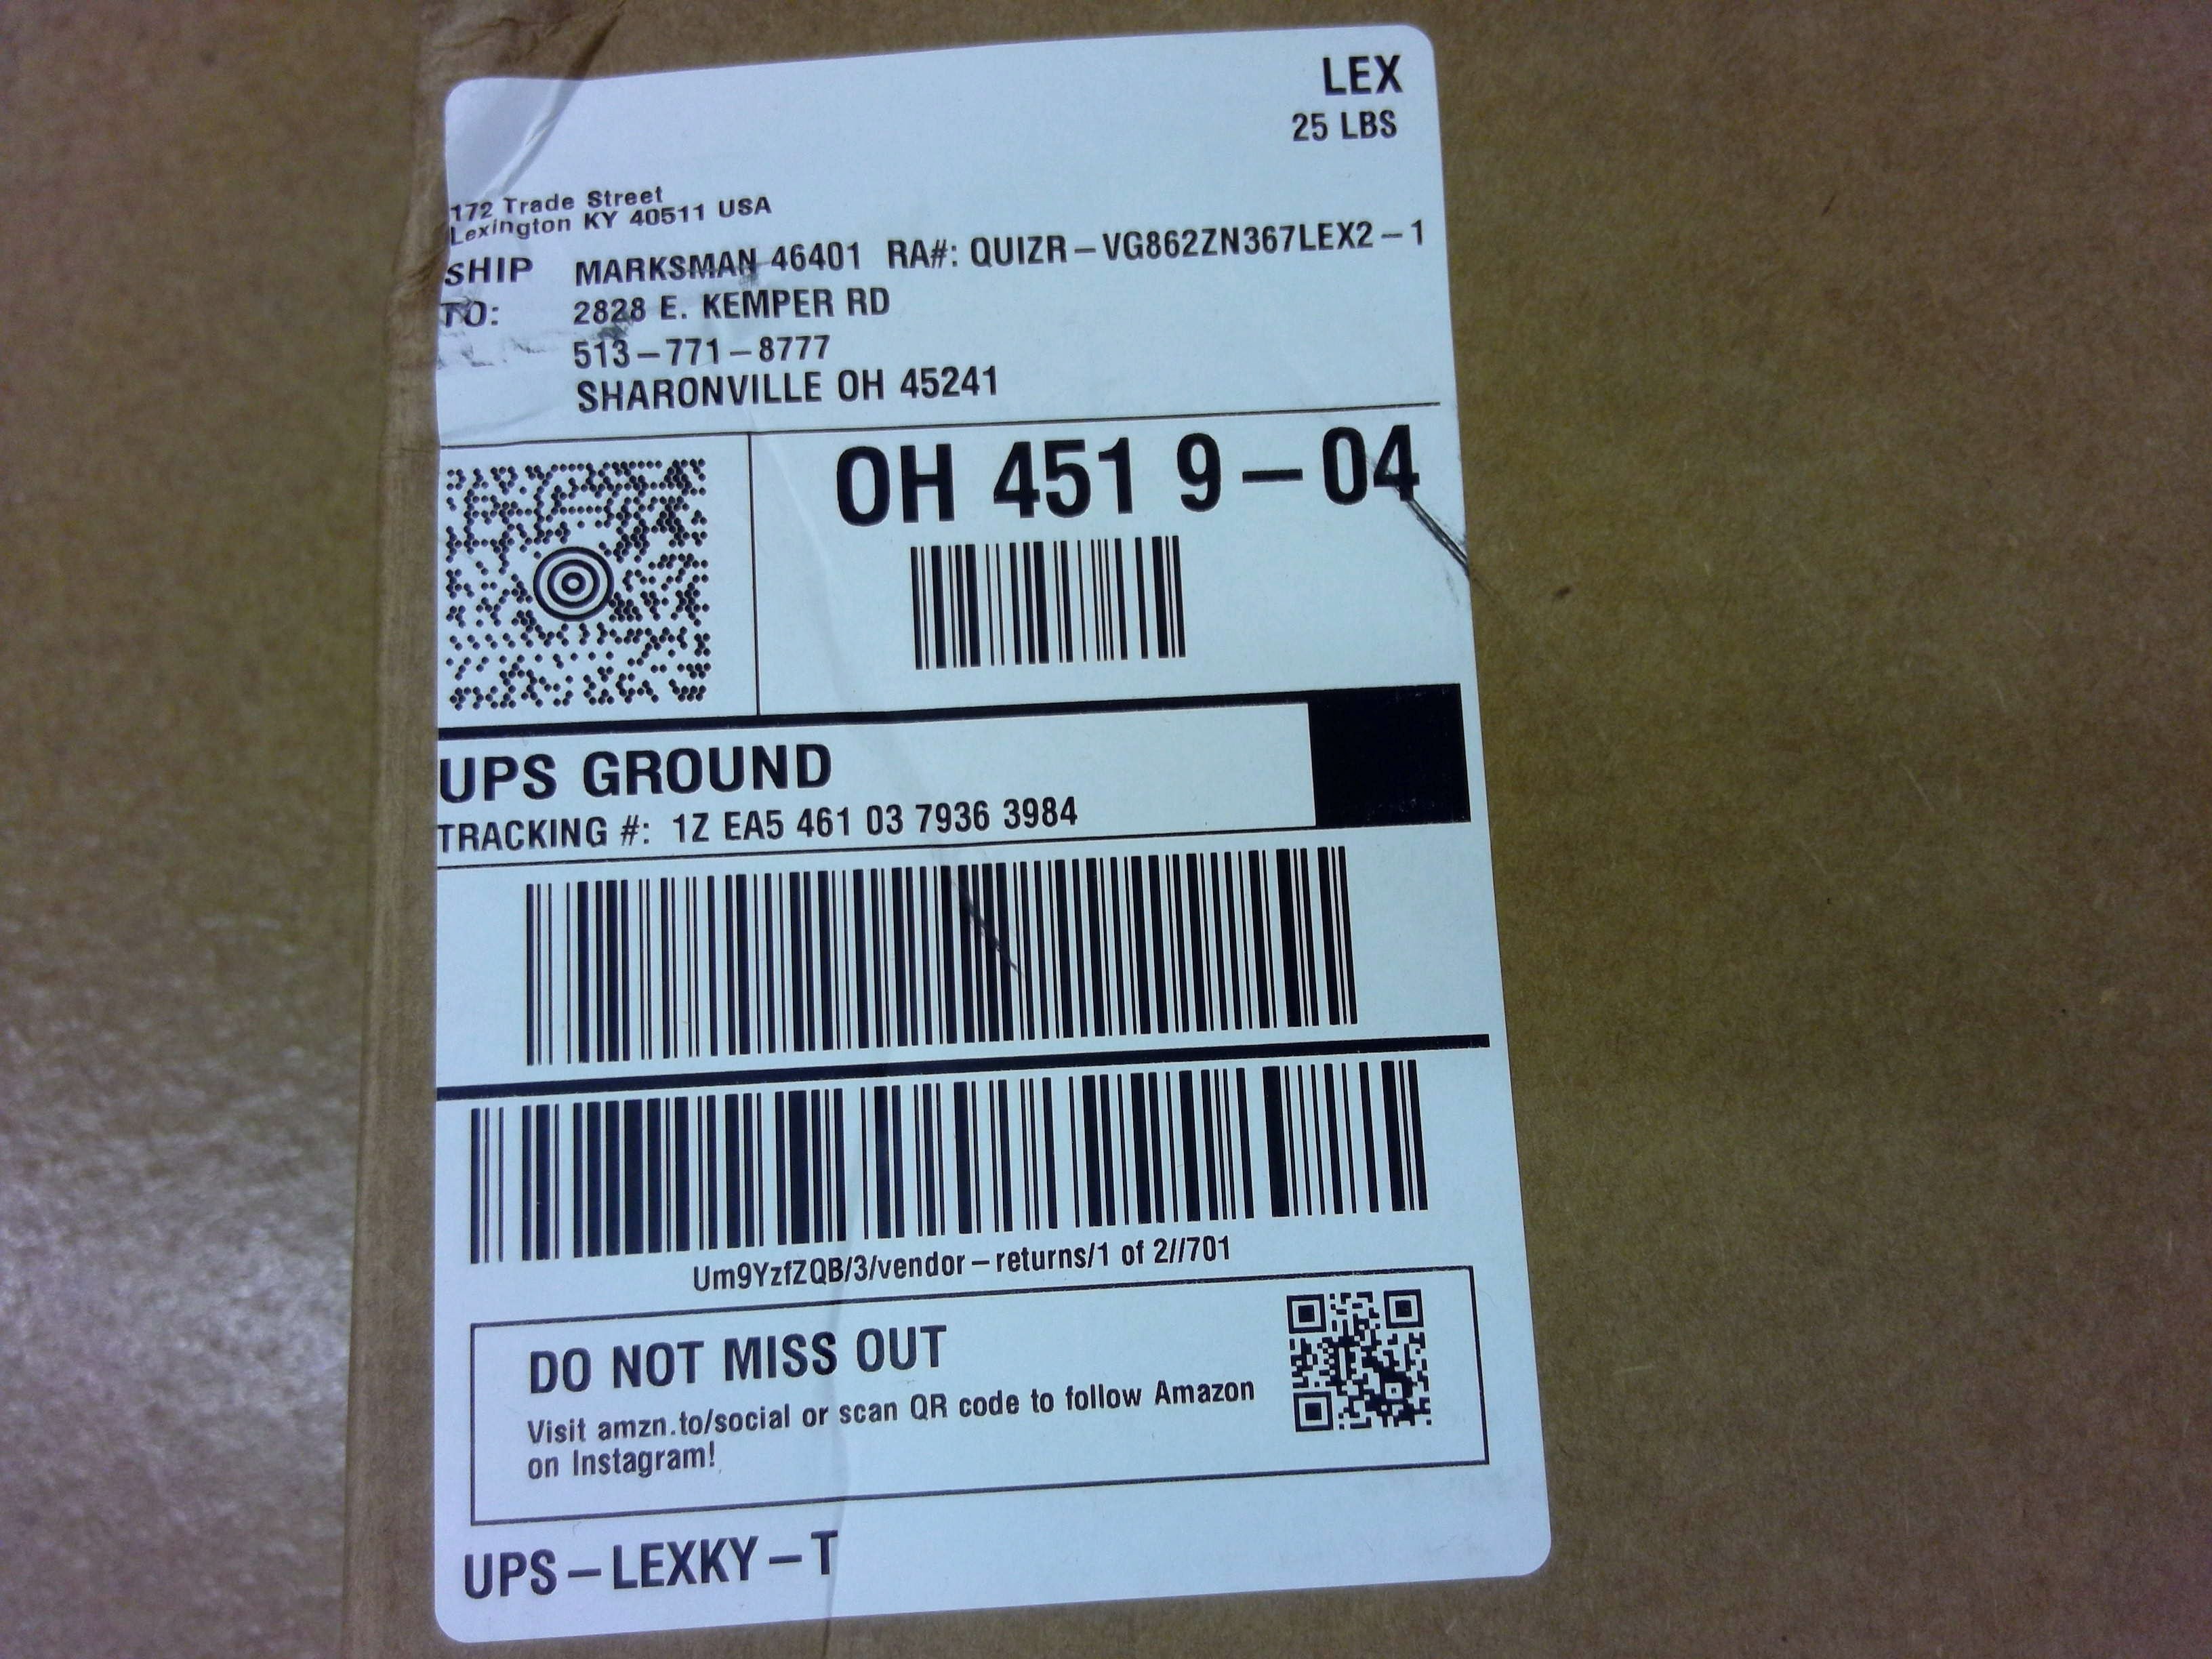 LEX
25 LBS
172 Trade Street
Lexington KY 40511 USA
SHIP TO: MARKSMAN 46401 RA#: QUIZR-VG862ZN367LEX2-1
2828 E. KEMPER RD
513-771-8777
SHARONVILLE OH 45241
OH 451 9-04
UPS GROUND
TRACKING #: 1Z EA5 461 03 7936 3984
Um9YzfZQB/3/vendor-returns/1 of 2//701
DO NOT MISS OUT
Visit amzn.to/social or scan QR code to follow Amazon
on Instagram!
UPS-LEXKY-T